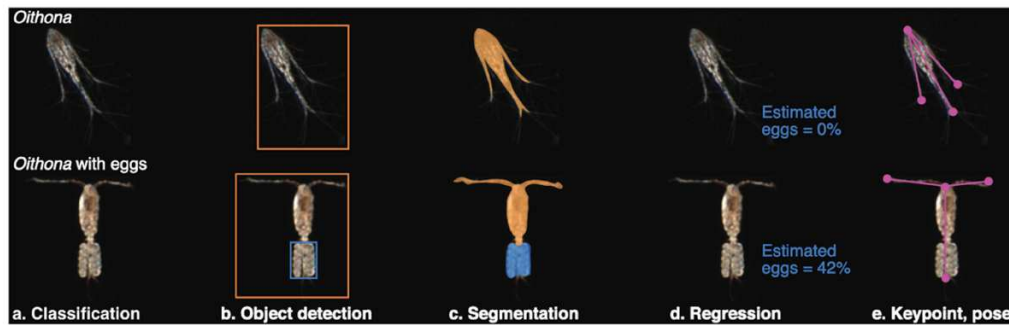 Oithona
Estimated
eggs = 0%
Oithona with eggs
Estimated
eggs = 42%
a. Classification
b. Object detection
c. Segmentation
d. Regression
e. Keypoint, pose